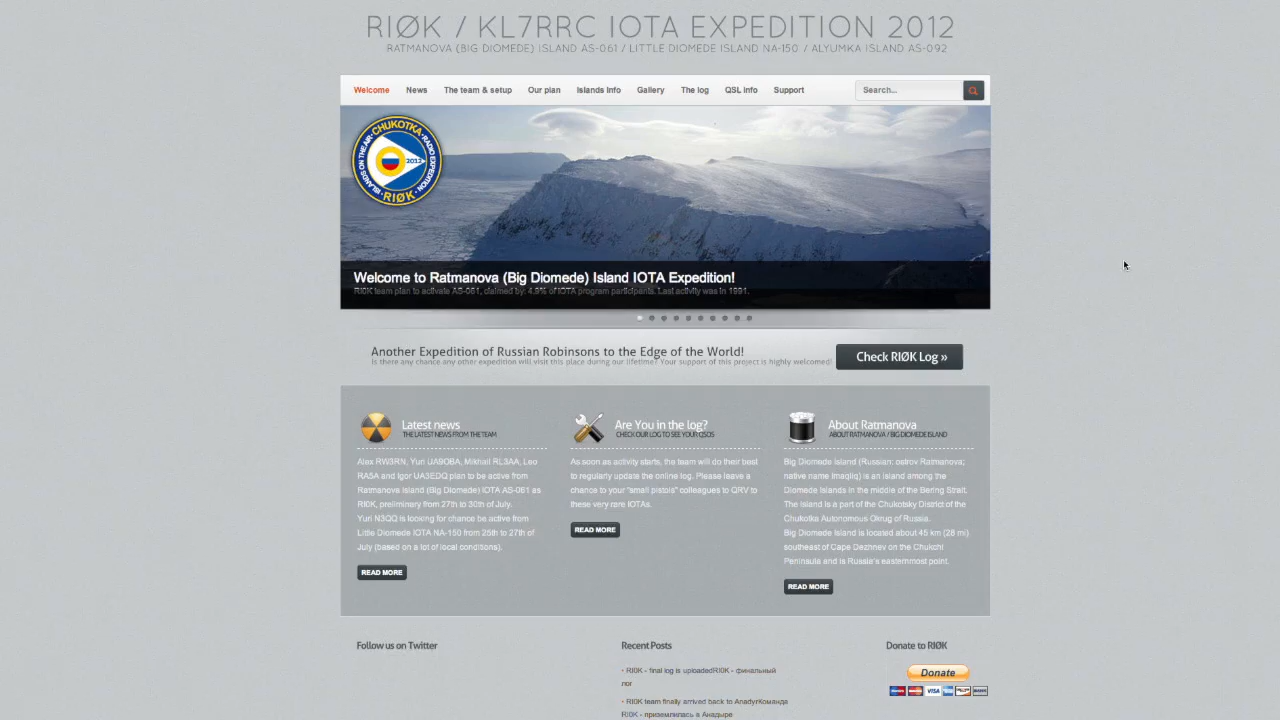 RIØK / KL7RRC IOTA EXPEDITION 2012
RATMANOVA (BIG DIOMEDE) ISLAND AS-061 / LITTLE DIOMEDE ISLAND NA-150 / ALYUMKA ISLAND AS-092
Welcome News The team & setup Our plan Islands Info Gallery The log QSL info Support Search...
CHUKOTKA
ISLANDS ON THE AIR
RADIO EXPEDITION
2012
RIØK
Welcome to Ratmanova (Big Diomede) Island IOTA Expedition!
RI0K team plan to activate AS-061, claimed by: 4,9% of IOTA program participants. Last activity was in 1991.
Another Expedition of Russian Robinsons to the Edge of the World!
Is there any chance any other expedition will visit this place during our lifetime? Your support of this project is highly welcomed!
Check RIØK Log »
Latest news
THE LATEST NEWS FROM THE TEAM
Alex RW3RN, Yuri UA9OBA, Mikhail RL3AA, Leo
RA5A and Igor UA3EDQ plan to be active from
Ratmanova Island (Big Diomede) IOTA AS-061 as
RI0K, preliminary from 27th to 30th of July.
Yuri N3QQ is looking for chance be active from
Little Diomede IOTA NA-150 from 25th to 27th of
July (based on a lot of local conditions).
READ MORE
Are You in the log?
CHECK OUR LOG TO SEE YOUR QSOS
As soon as activity starts, the team will do their best
to regularly update the online log. Please leave a
chance to your "small pistols" colleagues to QRV to
these very rare IOTAs.
READ MORE
About Ratmanova
ABOUT RATMANOVA / BIG DIOMEDE ISLAND
Big Diomede Island (Russian: ostrov Ratmanova;
native name Imaqliq) is an island among the
Diomede Islands in the middle of the Bering Strait.
The Island is a part of the Chukotsky District of the
Chukotka Autonomous Okrug of Russia.
Big Diomede Island is located about 45 km (28 mi)
southeast of Cape Dezhnev on the Chukchi
Peninsula and is Russia's easternmost point.
READ MORE
Follow us on Twitter
Recent Posts
RI0K - final log is uploadedRI0K - финальный
лог
RI0K team finally arrived back to AnadyrКоманда
RI0K - приземлилась в Анадыре
Donate to RIØK
Donate
VISA